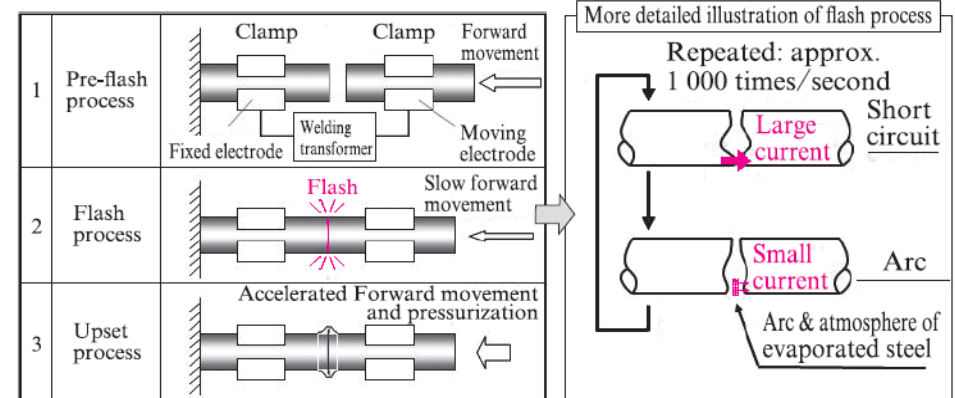 More detailed illustration of flash process
1
Pre-flash
process
Clamp
Clamp
Forward
movement
Welding
transformer
Fixed electrode
Moving
electrode
2
Flash
process
Flash
Slow forward
movement
3
Upset
process
Accelerated Forward movement
and pressurization
Repeated: approx.
1 000 times/second
Large
current
Short
circuit
Small
current
Arc
Arc & atmosphere of
evaporated steel